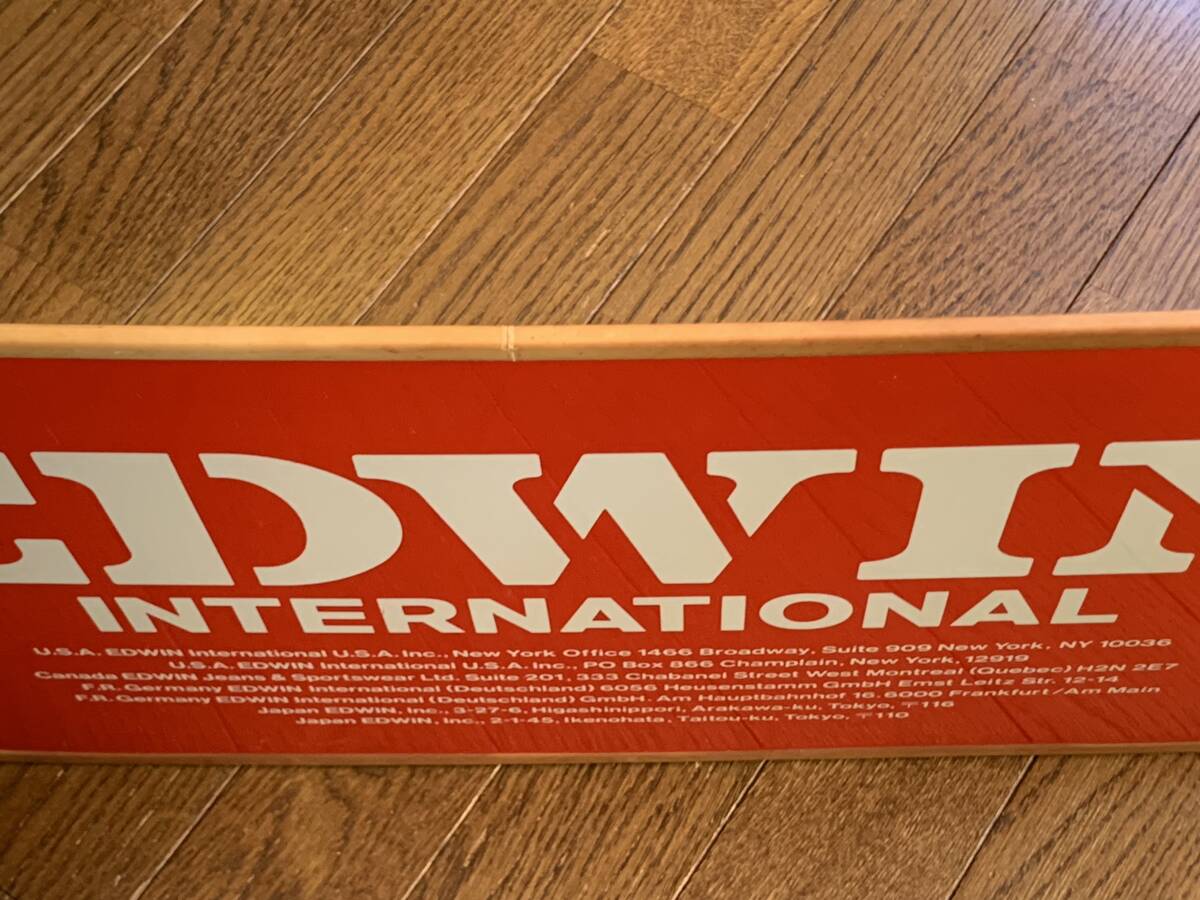 EDWIN
INTERNATIONAL
U.S.A. EDWIN International U.S.A. Inc., New York Office 1466 Broadway, Suite 909 New York, NY 10036
U.S.A. EDWIN International U.S.A. Inc., PO Box 866 Champlain, New York, 12919
Canada EDWIN Jeans & Sportswear Ltd. Suite 201, 333 Chabanel Street West Montreal (Quebec) H2N 2E7
F.R.Germany EDWIN International (Deutschland) 6056 Heusenstamm GmbH Ernst Leitz Str. 12-14
F.R.Germany EDWIN International (Deutschland) GmbH. Am Hauptbahnhof 16, 6000 Frankfurt/Am Main
Japan EDWIN, Inc., 3-27-6, Higashinippori, Arakawa-ku, Tokyo, 〒116
Japan EDWIN, Inc., 2-1-45, Ikenohata, Taitou-ku, Tokyo, 〒110